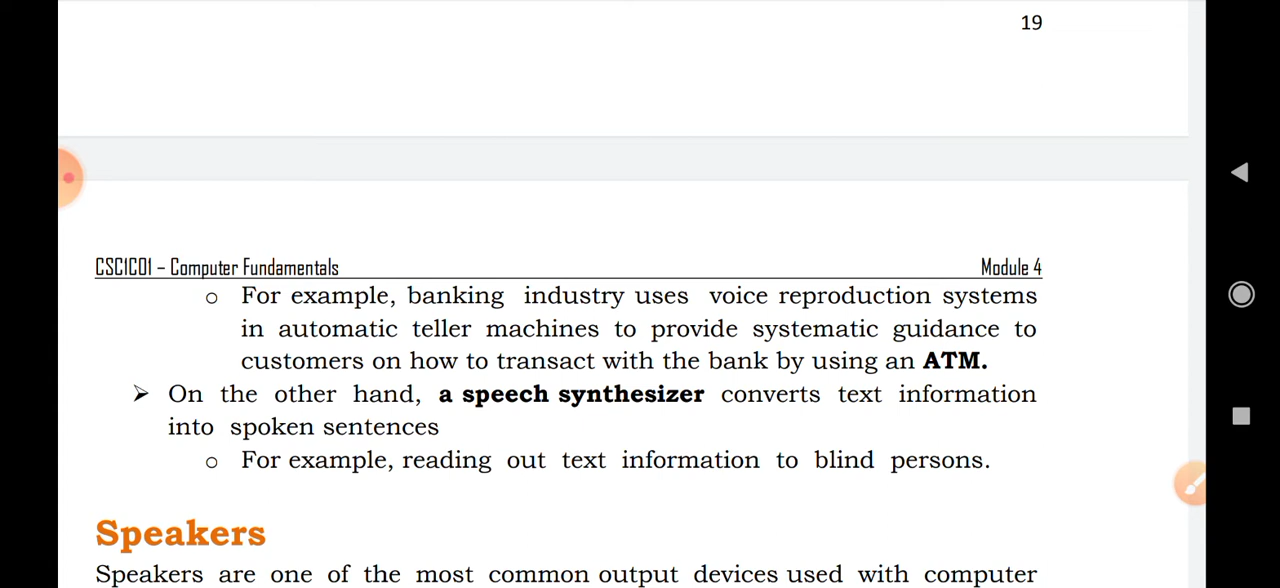 19
CSC1C01 – Computer Fundamentals Module 4
o For example, banking industry uses voice reproduction systems
in automatic teller machines to provide systematic guidance to
customers on how to transact with the bank by using an ATM.
➢ On the other hand, a speech synthesizer converts text information
into spoken sentences
o For example, reading out text information to blind persons.
Speakers
Speakers are one of the most common output devices used with computer